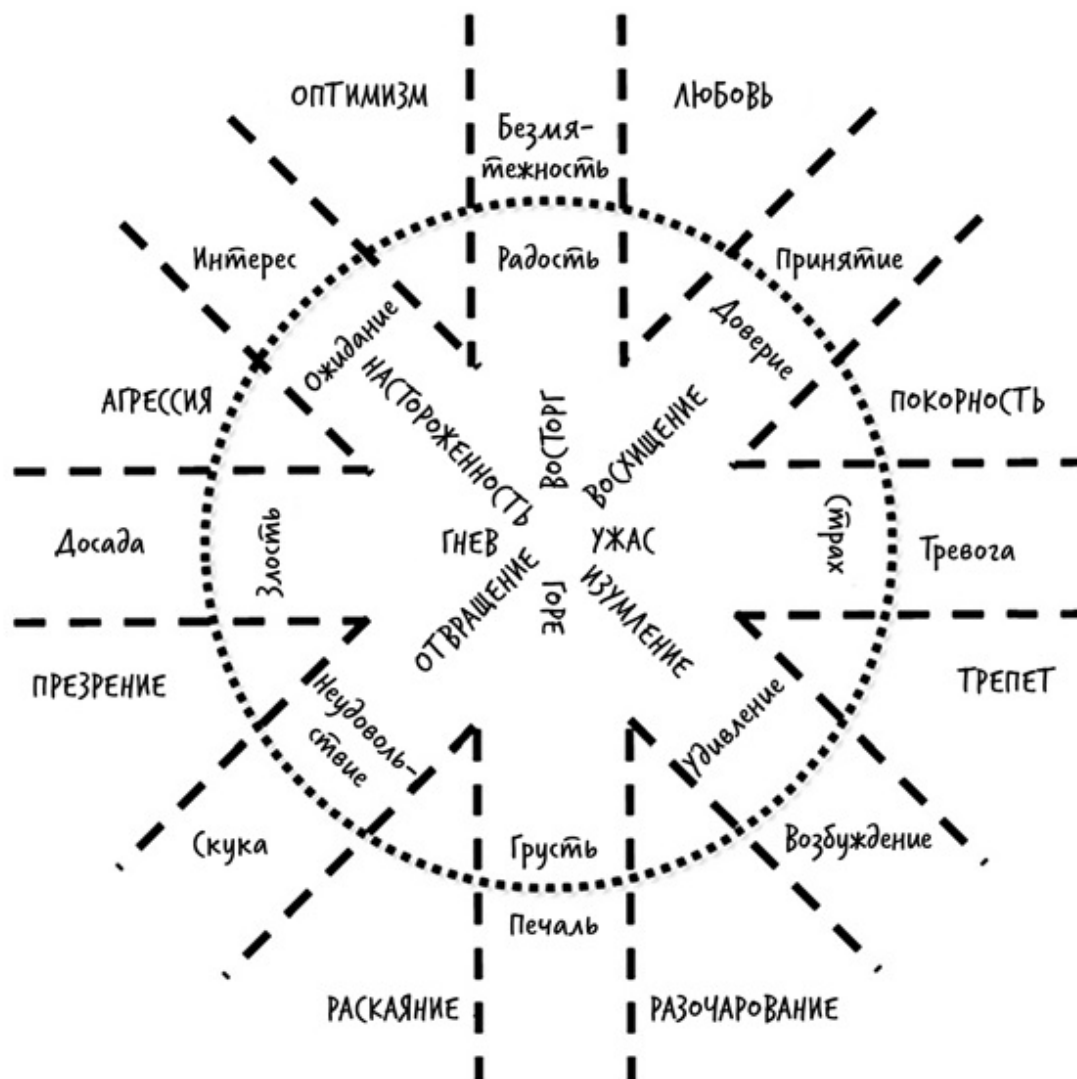 ОПТИМИЗМ
ЛЮБОВЬ
Безмя-
тежность
Интерес
Радость
Принятие
Ожидание
Доверие
НАСТОРОЖЕННОСТЬ
АГРЕССИЯ
ВОСТОРГ
ВОСХИЩЕНИЕ
ПОКОРНОСТЬ
Досада
Злость
ГНЕВ
УЖАС
Страх
Тревога
ОТВРАЩЕНИЕ
ГОРЕ
ИЗУМЛЕНИЕ
ПРЕЗРЕНИЕ
Неудоволь-
ствие
Удивление
ТРЕПЕТ
Скука
Грусть
Возбуждение
Печаль
РАСКАЯНИЕ
РАЗОЧАРОВАНИЕ